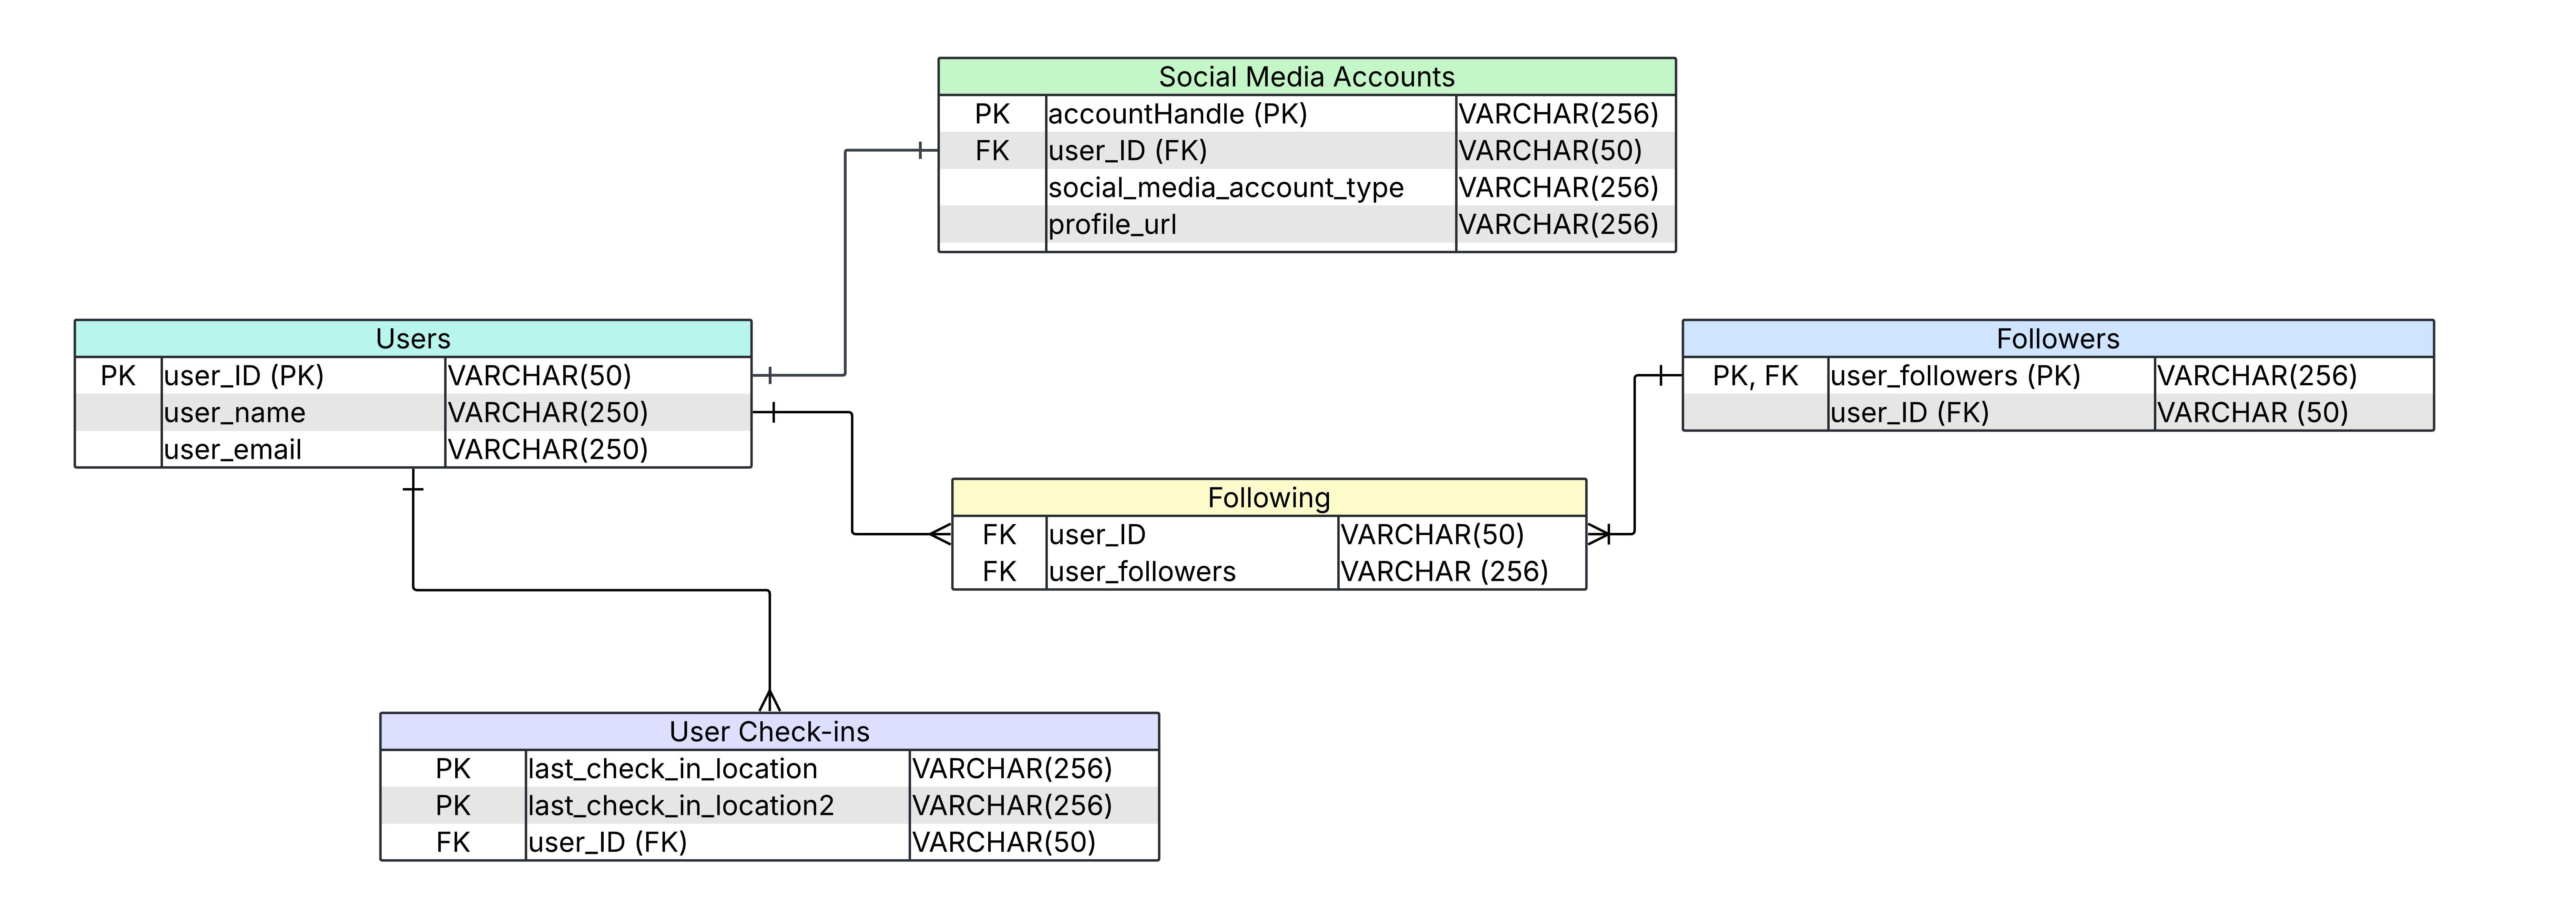 Social Media Accounts
PK accountHandle (PK) VARCHAR(256)
FK user_ID (FK) VARCHAR(50)
social_media_account_type VARCHAR(256)
profile_url VARCHAR(256)
Users
PK user_ID (PK) VARCHAR(50)
user_name VARCHAR(250)
user_email VARCHAR(250)
Followers
PK, FK user_followers (PK) VARCHAR(256)
user_ID (FK) VARCHAR (50)
Following
FK user_ID VARCHAR(50)
FK user_followers VARCHAR (256)
User Check-ins
PK last_check_in_location VARCHAR(256)
PK last_check_in_location2 VARCHAR(256)
FK user_ID (FK) VARCHAR(50)